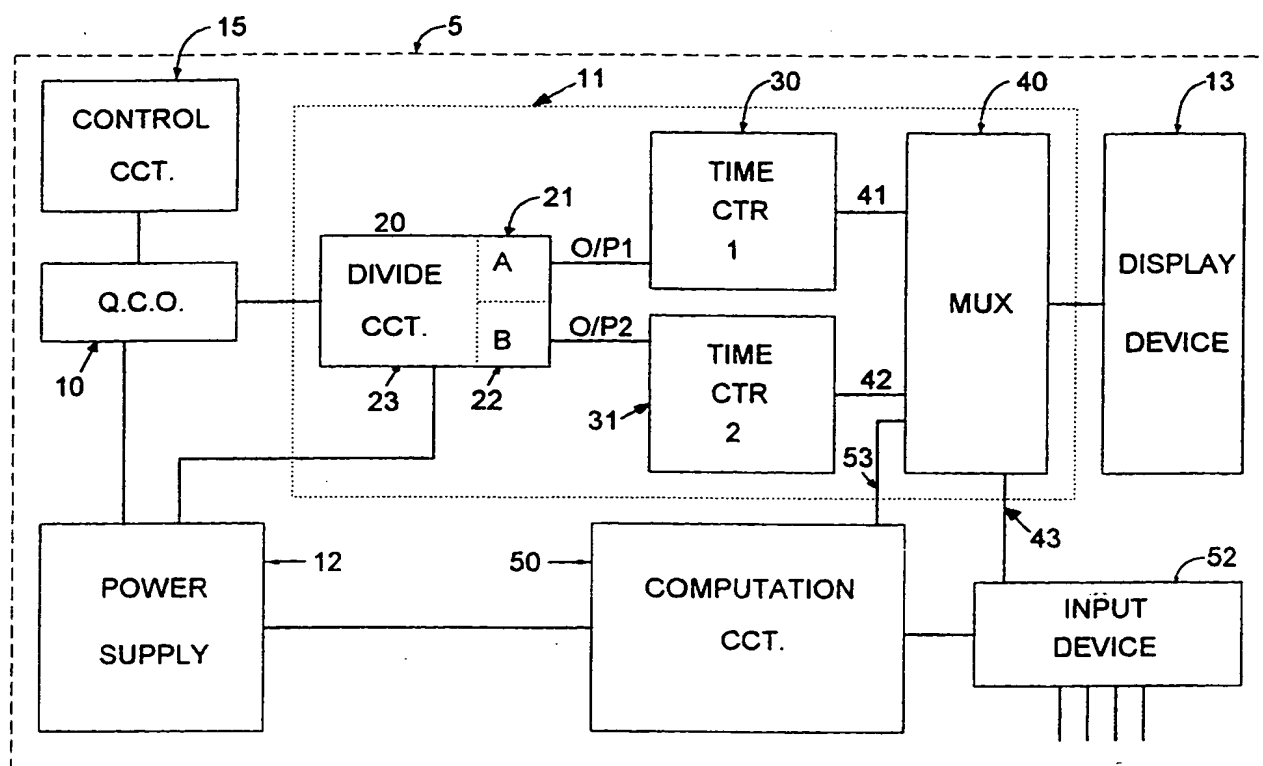 15
5
CONTROL
CCT.
11
30
40
13
TIME
CTR
1
41
20
21
O/P1
A
DIVIDE
CCT.
B
O/P2
23
22
Q.C.O.
10
MUX
DISPLAY
DEVICE
TIME
CTR
2
42
31
53
43
POWER
SUPPLY
12
50
COMPUTATION
CCT.
52
INPUT
DEVICE